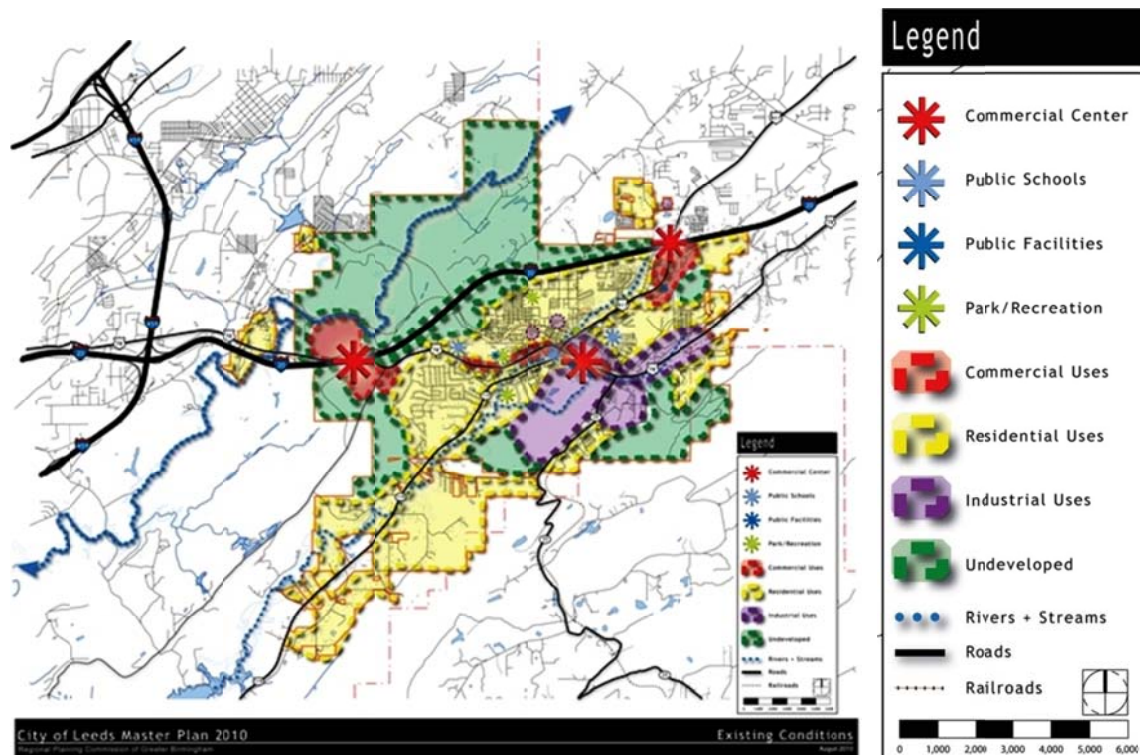 Legend
Commercial Center
Public Schools
Public Facilities
Park/Recreation
Commercial Uses
Residential Uses
Industrial Uses
Undeveloped
Rivers + Streams
Roads
Railroads
0 1,000 2,000 3,000 4,000 5,000 6,000
Legend
Commercial Center
Public Schools
Public Facilities
Park/Recreation
Commercial Uses
Residential Uses
Industrial Uses
Undeveloped
Rivers + Streams
Roads
Railroads
City of Leeds Master Plan 2010
Existing Conditions
Regional Planning Commission of Greater Birmingham
August 2010